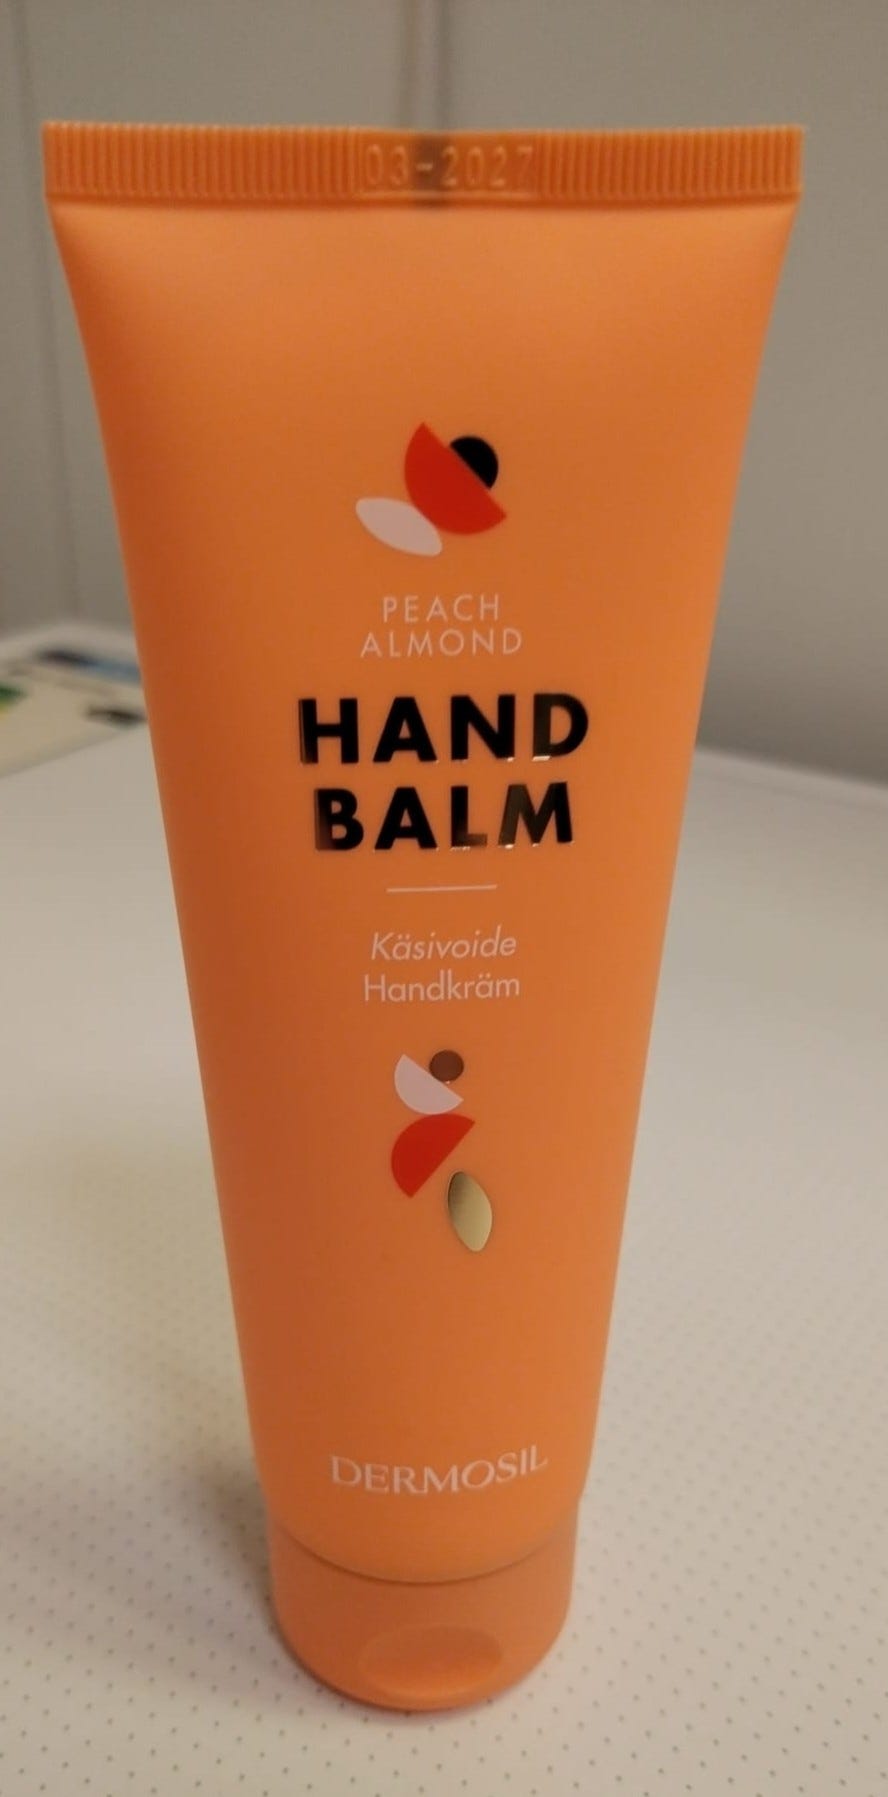 03-2027
PEACH
ALMOND
HAND
BALM
Käsivoide
Handkräm
DERMOSIL